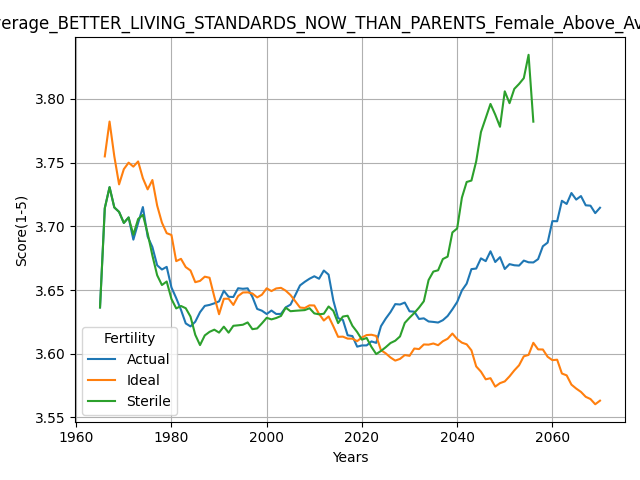 verage_BETTER_LIVING_STANDARDS_NOW_THAN_PARENTS_Female_Above_Av
3.80
3.75
3.70
3.65
3.60
3.55
Score(1-5)
Fertility
Actual
Ideal
Sterile
1960 1980 2000 2020 2040 2060
Years